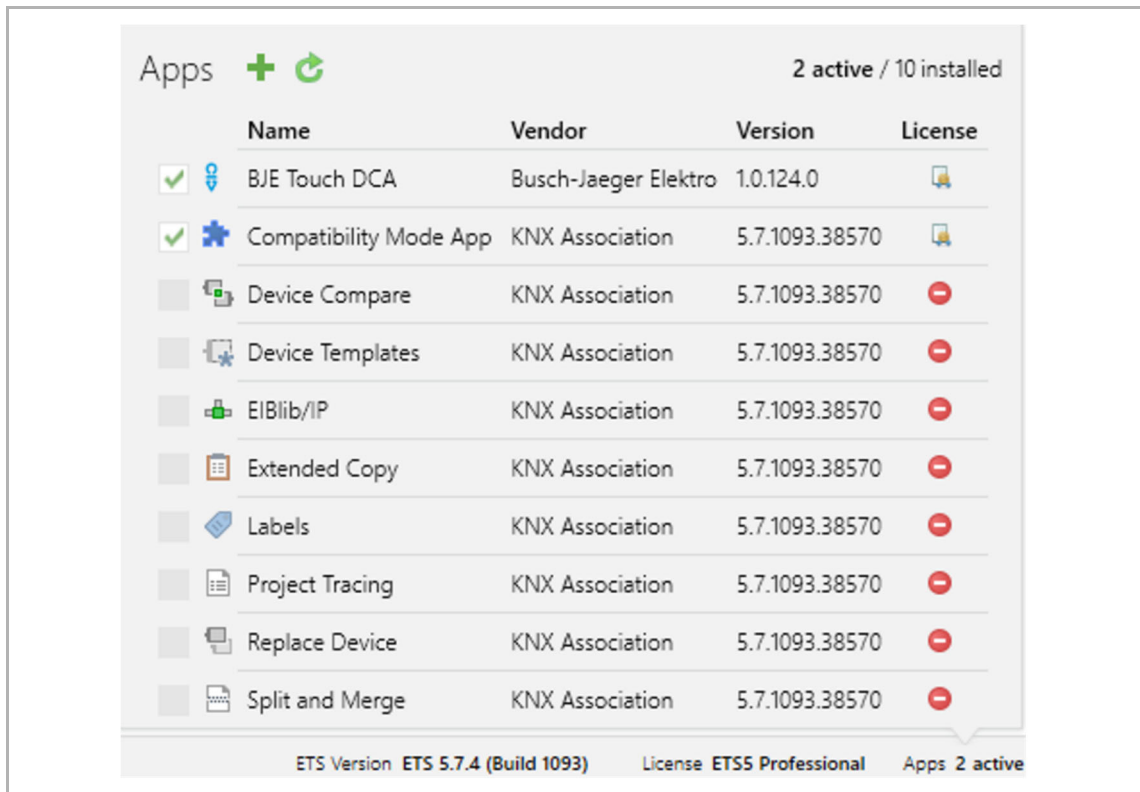 Apps 2 active / 10 installed
Name Vendor Version License
BJE Touch DCA Busch-Jaeger Elektro 1.0.124.0
Compatibility Mode App KNX Association 5.7.1093.38570
Device Compare KNX Association 5.7.1093.38570
Device Templates KNX Association 5.7.1093.38570
EIBlib/IP KNX Association 5.7.1093.38570
Extended Copy KNX Association 5.7.1093.38570
Labels KNX Association 5.7.1093.38570
Project Tracing KNX Association 5.7.1093.38570
Replace Device KNX Association 5.7.1093.38570
Split and Merge KNX Association 5.7.1093.38570
ETS Version ETS 5.7.4 (Build 1093) License ETS5 Professional Apps 2 active